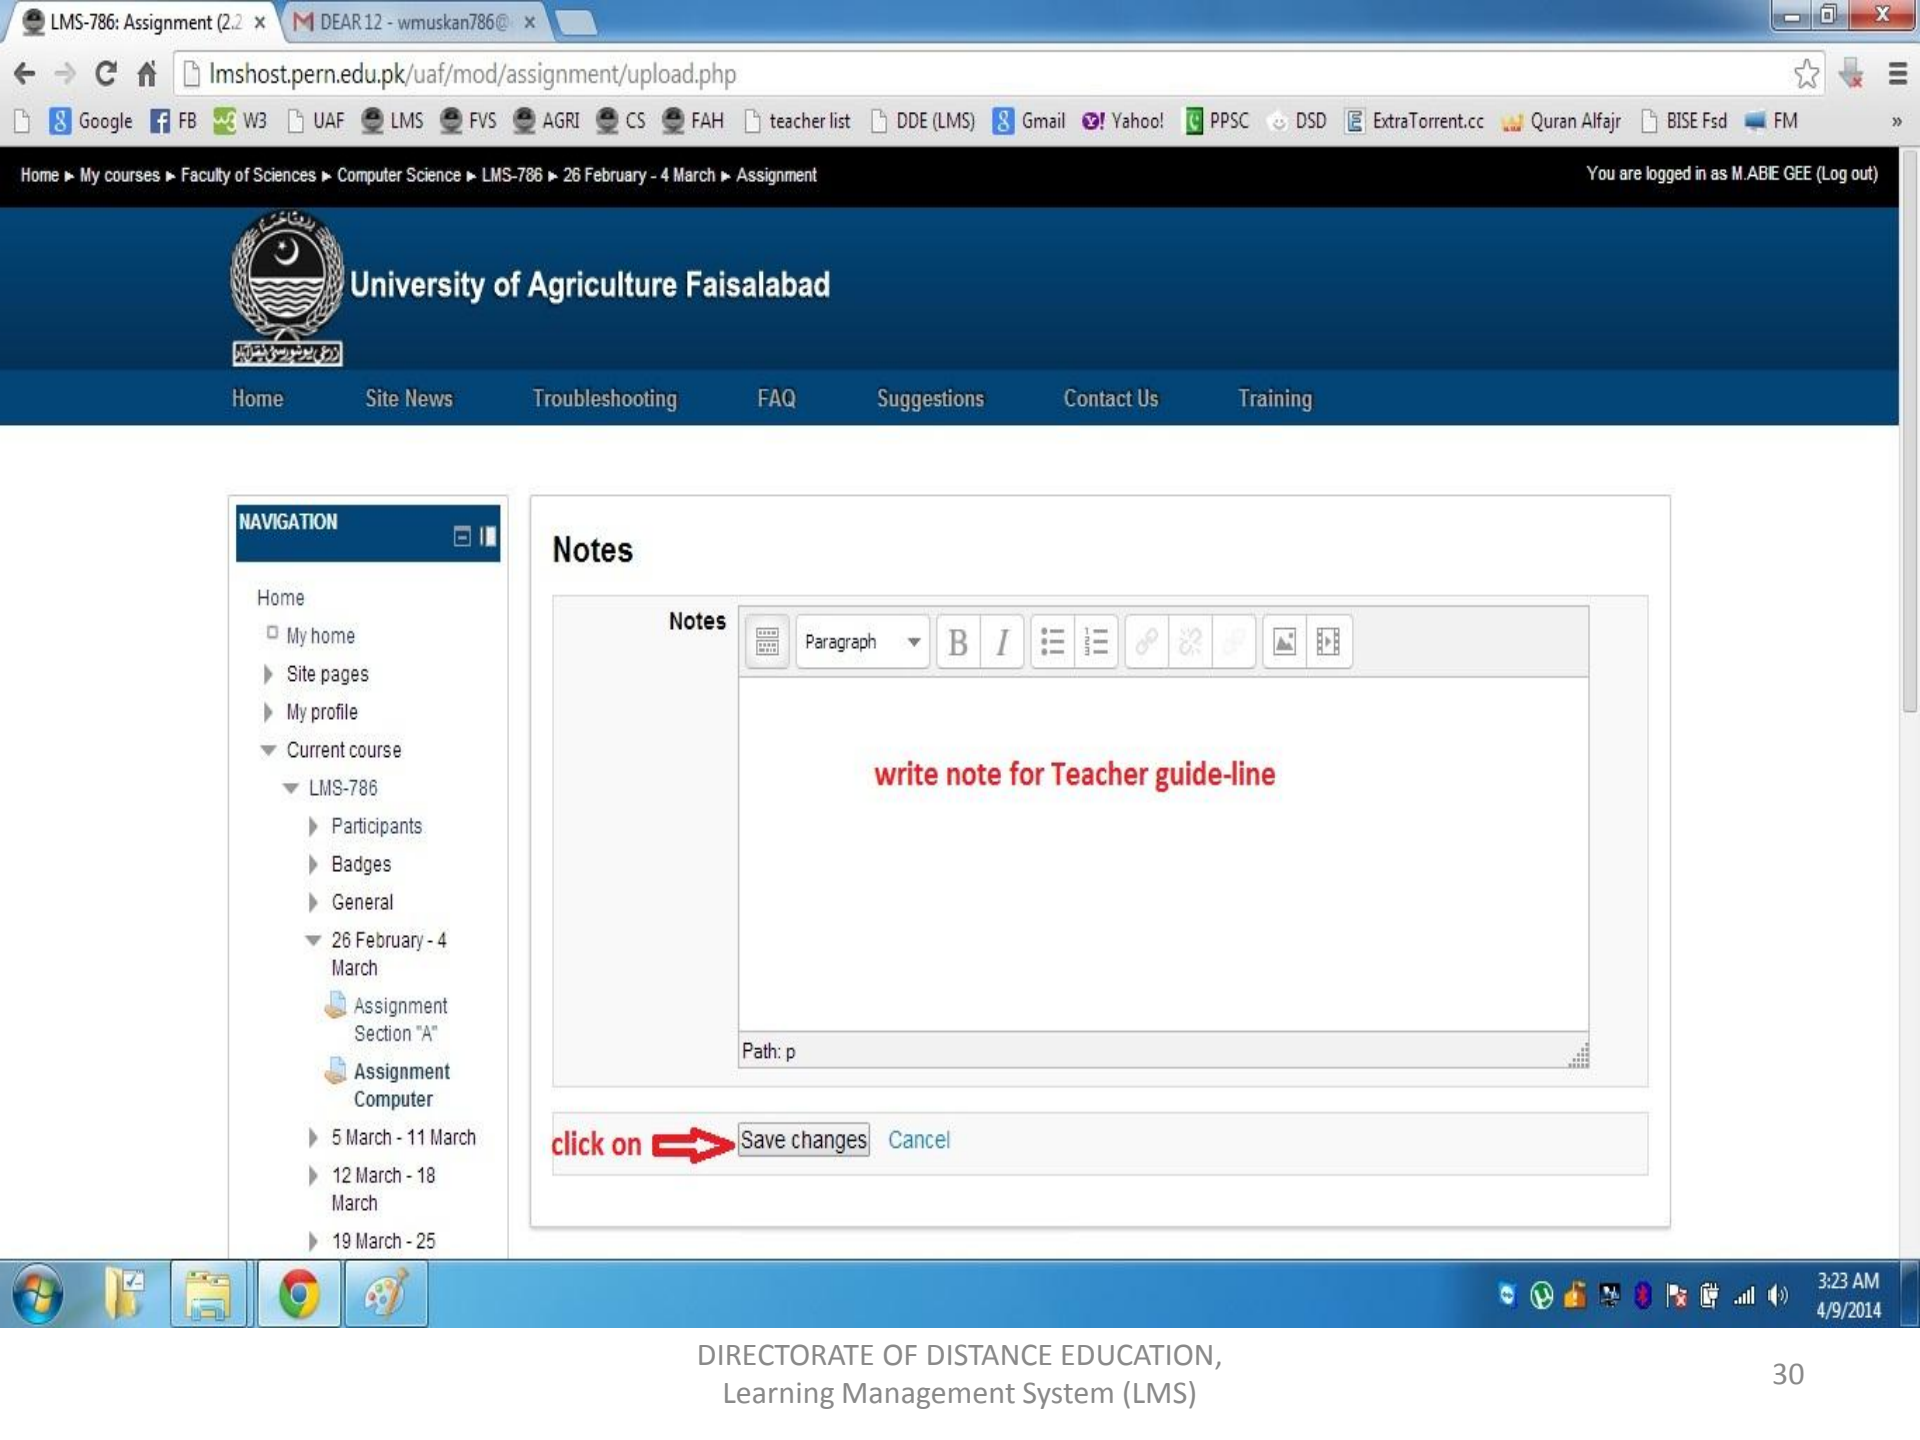 LMS-786: Assignment (2.2
DEAR 12 - wmuskan786@
lmshost.pern.edu.pk/uaf/mod/assignment/upload.php
Google FB W3 UAF LMS FVS AGRI CS FAH teacher list DDE (LMS) Gmail Yahoo! PPSC DSD ExtraTorrent.cc Quran Alfajr BISE Fsd FM »
Home ► My courses ► Faculty of Sciences ► Computer Science ► LMS-786 ► 26 February - 4 March ► Assignment
You are logged in as M.ABIE GEE (Log out)
University of Agriculture Faisalabad
Home Site News Troubleshooting FAQ Suggestions Contact Us Training
NAVIGATION
Home
My home
Site pages
My profile
Current course
LMS-786
Participants
Badges
General
26 February - 4
March
Assignment
Section "A"
Assignment
Computer
5 March - 11 March
12 March - 18
March
19 March - 25
Notes
Notes
Paragraph B I
write note for Teacher guide-line
Path: p
click on Save changes Cancel
3:23 AM
4/9/2014
DIRECTORATE OF DISTANCE EDUCATION,
Learning Management System (LMS)
30